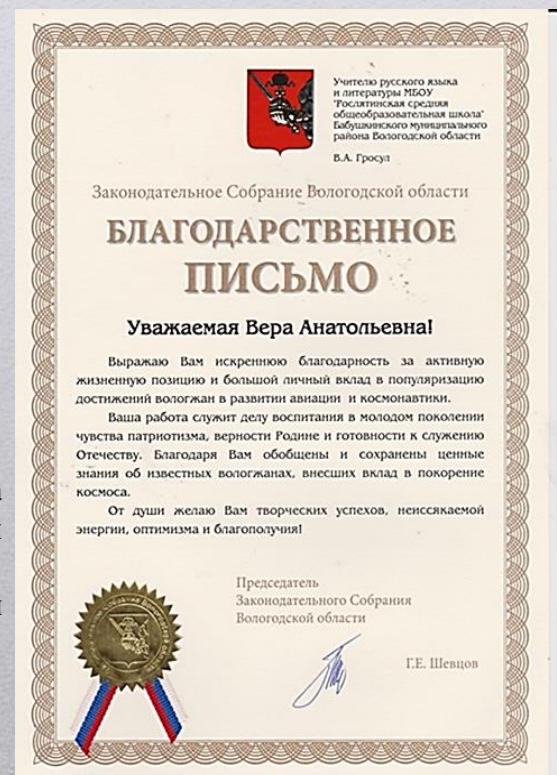 Учителю русского языка
и литературы МБОУ
"Рослятинская средняя
общеобразовательная школа"
Бабушкинского муниципального
района Вологодской области
В.А. Гросул
Законодательное Собрание Вологодской области
БЛАГОДАРСТВЕННОЕ
ПИСЬМО
Уважаемая Вера Анатольевна!
Выражаю Вам искреннюю благодарность за активную
жизненную позицию и большой личный вклад в популяризацию
достижений вологжан в развитии авиации и космонавтики.
Ваша работа служит делу воспитания в молодом поколении
чувства патриотизма, верности Родине и готовности к служению
Отечеству. Благодаря Вам обобщены и сохранены ценные
знания об известных вологжанах, внесших вклад в покорение
космоса.
От души желаю Вам творческих успехов, неиссякаемой
энергии, оптимизма и благополучия!
Председатель
Законодательного Собрания
Вологодской области
Г.Е. Шевцов